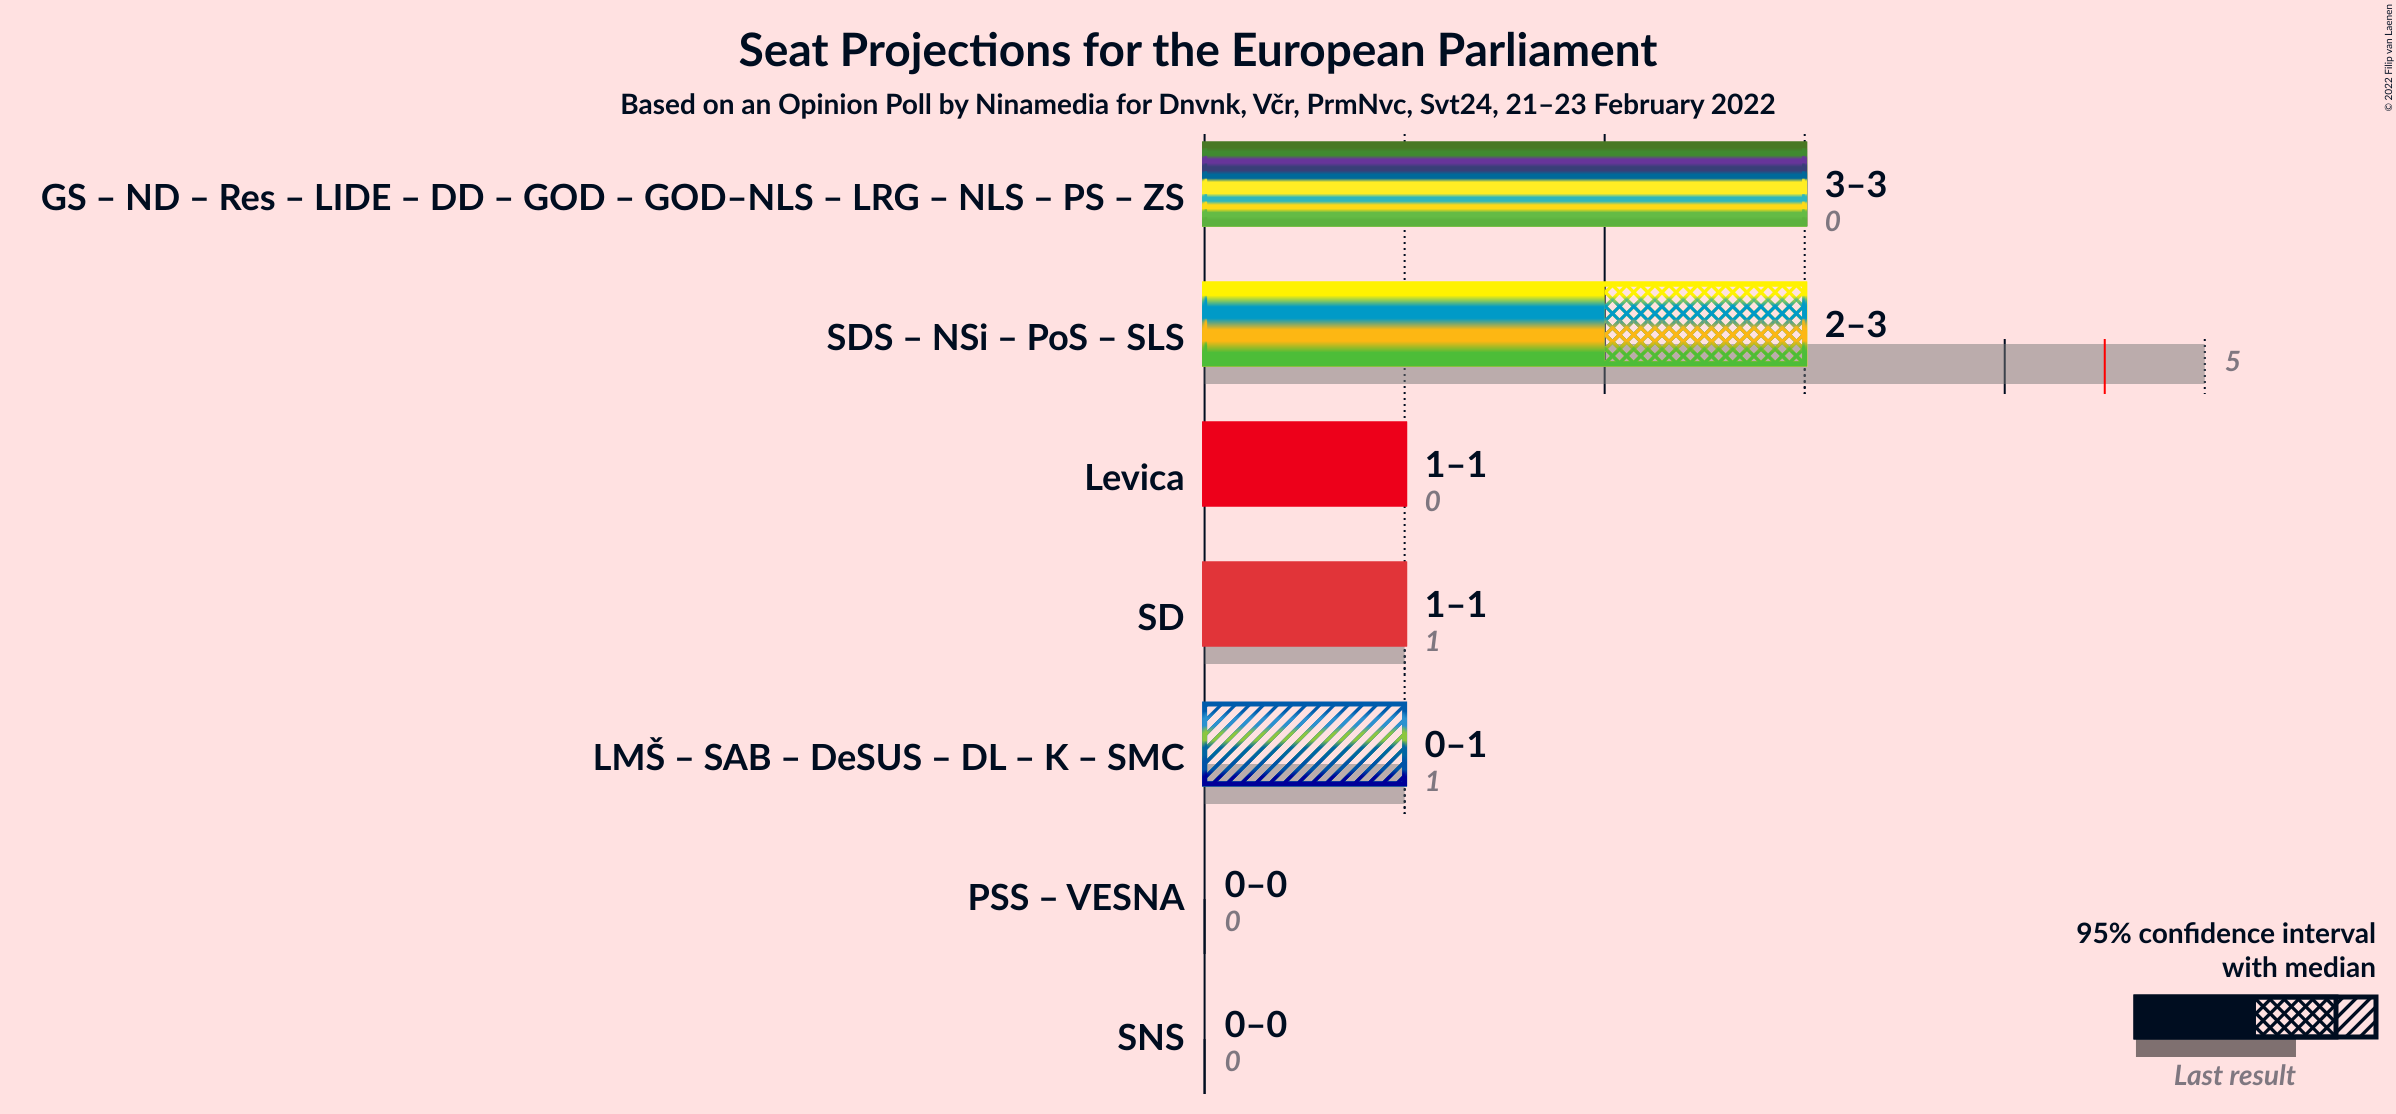 Seat Projections for the European Parliament
Based on an Opinion Poll by Ninamedia for Dnvnk, Včr, PrmNvc, Svt24, 21–23 February 2022
© 2022 Filip van Laenen
GS – ND – Res – LIDE – DD – GOD – GOD–NLS – LRG – NLS – PS – ZS
3–3
0
SDS – NSi – PoS – SLS
2–3
5
Levica
1–1
0
SD
1–1
1
LMŠ – SAB – DeSUS – DL – K – SMC
0–1
1
PSS – VESNA
0–0
0
SNS
0–0
0
95% confidence interval
with median
Last result